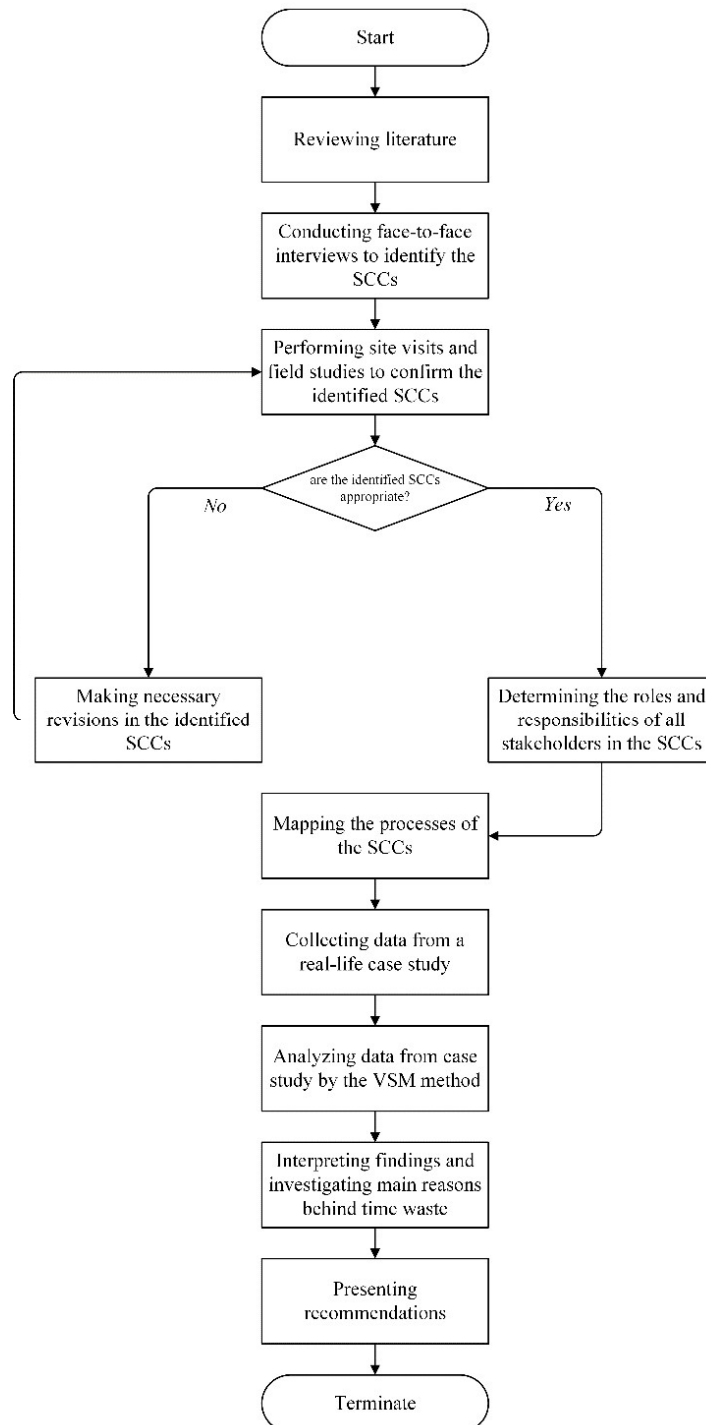 Start
Reviewing literature
Conducting face-to-face
interviews to identify the
SCCs
Performing site visits and
field studies to confirm the
identified SCCs
are the identified SCCs
appropriate?
No
Yes
Making necessary
revisions in the identified
SCCs
Determining the roles and
responsibilities of all
stakeholders in the SCCs
Mapping the processes of
the SCCs
Collecting data from a
real-life case study
Analyzing data from case
study by the VSM method
Interpreting findings and
investigating main reasons
behind time waste
Presenting
recommendations
Terminate